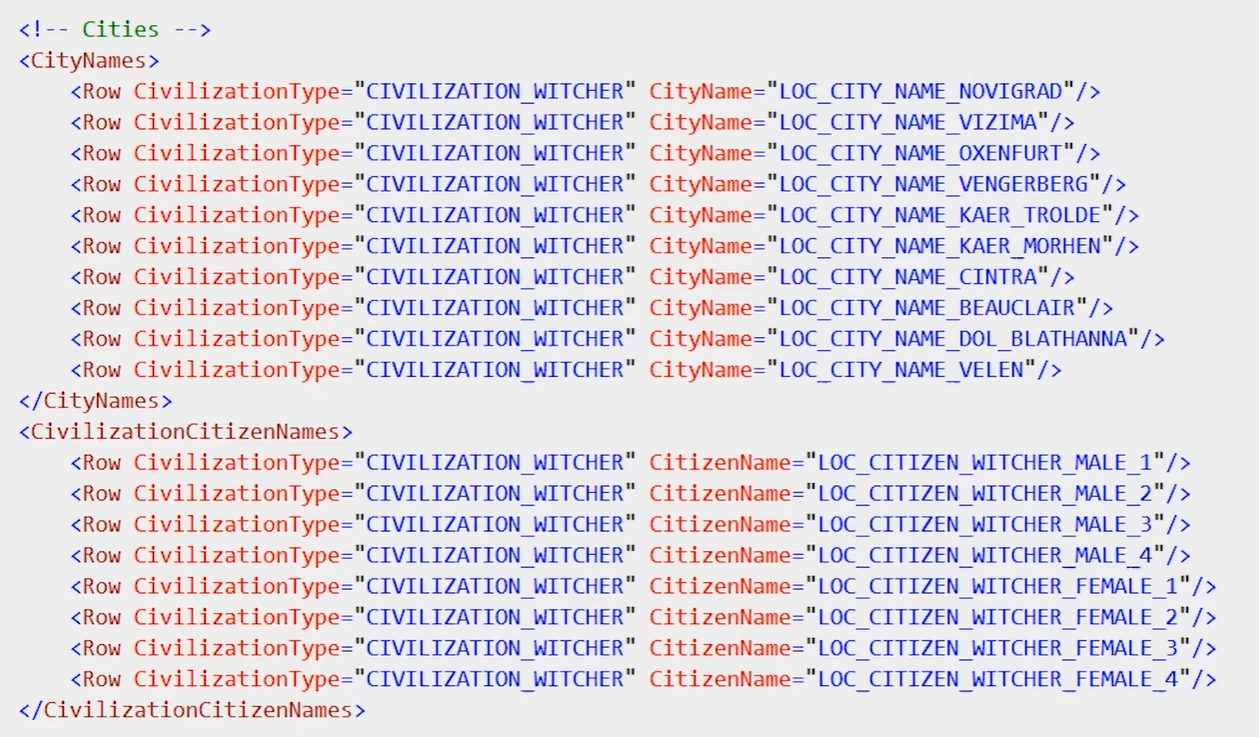 <!-- Cities -->
<CityNames>
    <Row CivilizationType="CIVILIZATION_WITCHER" CityName="LOC_CITY_NAME_NOVIGRAD"/>
    <Row CivilizationType="CIVILIZATION_WITCHER" CityName="LOC_CITY_NAME_VIZIMA"/>
    <Row CivilizationType="CIVILIZATION_WITCHER" CityName="LOC_CITY_NAME_OXENFURT"/>
    <Row CivilizationType="CIVILIZATION_WITCHER" CityName="LOC_CITY_NAME_VENGERBERG"/>
    <Row CivilizationType="CIVILIZATION_WITCHER" CityName="LOC_CITY_NAME_KAER_TROLDE"/>
    <Row CivilizationType="CIVILIZATION_WITCHER" CityName="LOC_CITY_NAME_KAER_MORHEN"/>
    <Row CivilizationType="CIVILIZATION_WITCHER" CityName="LOC_CITY_NAME_CINTRA"/>
    <Row CivilizationType="CIVILIZATION_WITCHER" CityName="LOC_CITY_NAME_BEAUCLAIR"/>
    <Row CivilizationType="CIVILIZATION_WITCHER" CityName="LOC_CITY_NAME_DOL_BLATHANNA"/>
    <Row CivilizationType="CIVILIZATION_WITCHER" CityName="LOC_CITY_NAME_VELEN"/>
</CityNames>
<CivilizationCitizenNames>
    <Row CivilizationType="CIVILIZATION_WITCHER" CitizenName="LOC_CITIZEN_WITCHER_MALE_1"/>
    <Row CivilizationType="CIVILIZATION_WITCHER" CitizenName="LOC_CITIZEN_WITCHER_MALE_2"/>
    <Row CivilizationType="CIVILIZATION_WITCHER" CitizenName="LOC_CITIZEN_WITCHER_MALE_3"/>
    <Row CivilizationType="CIVILIZATION_WITCHER" CitizenName="LOC_CITIZEN_WITCHER_MALE_4"/>
    <Row CivilizationType="CIVILIZATION_WITCHER" CitizenName="LOC_CITIZEN_WITCHER_FEMALE_1"/>
    <Row CivilizationType="CIVILIZATION_WITCHER" CitizenName="LOC_CITIZEN_WITCHER_FEMALE_2"/>
    <Row CivilizationType="CIVILIZATION_WITCHER" CitizenName="LOC_CITIZEN_WITCHER_FEMALE_3"/>
    <Row CivilizationType="CIVILIZATION_WITCHER" CitizenName="LOC_CITIZEN_WITCHER_FEMALE_4"/>
</CivilizationCitizenNames>